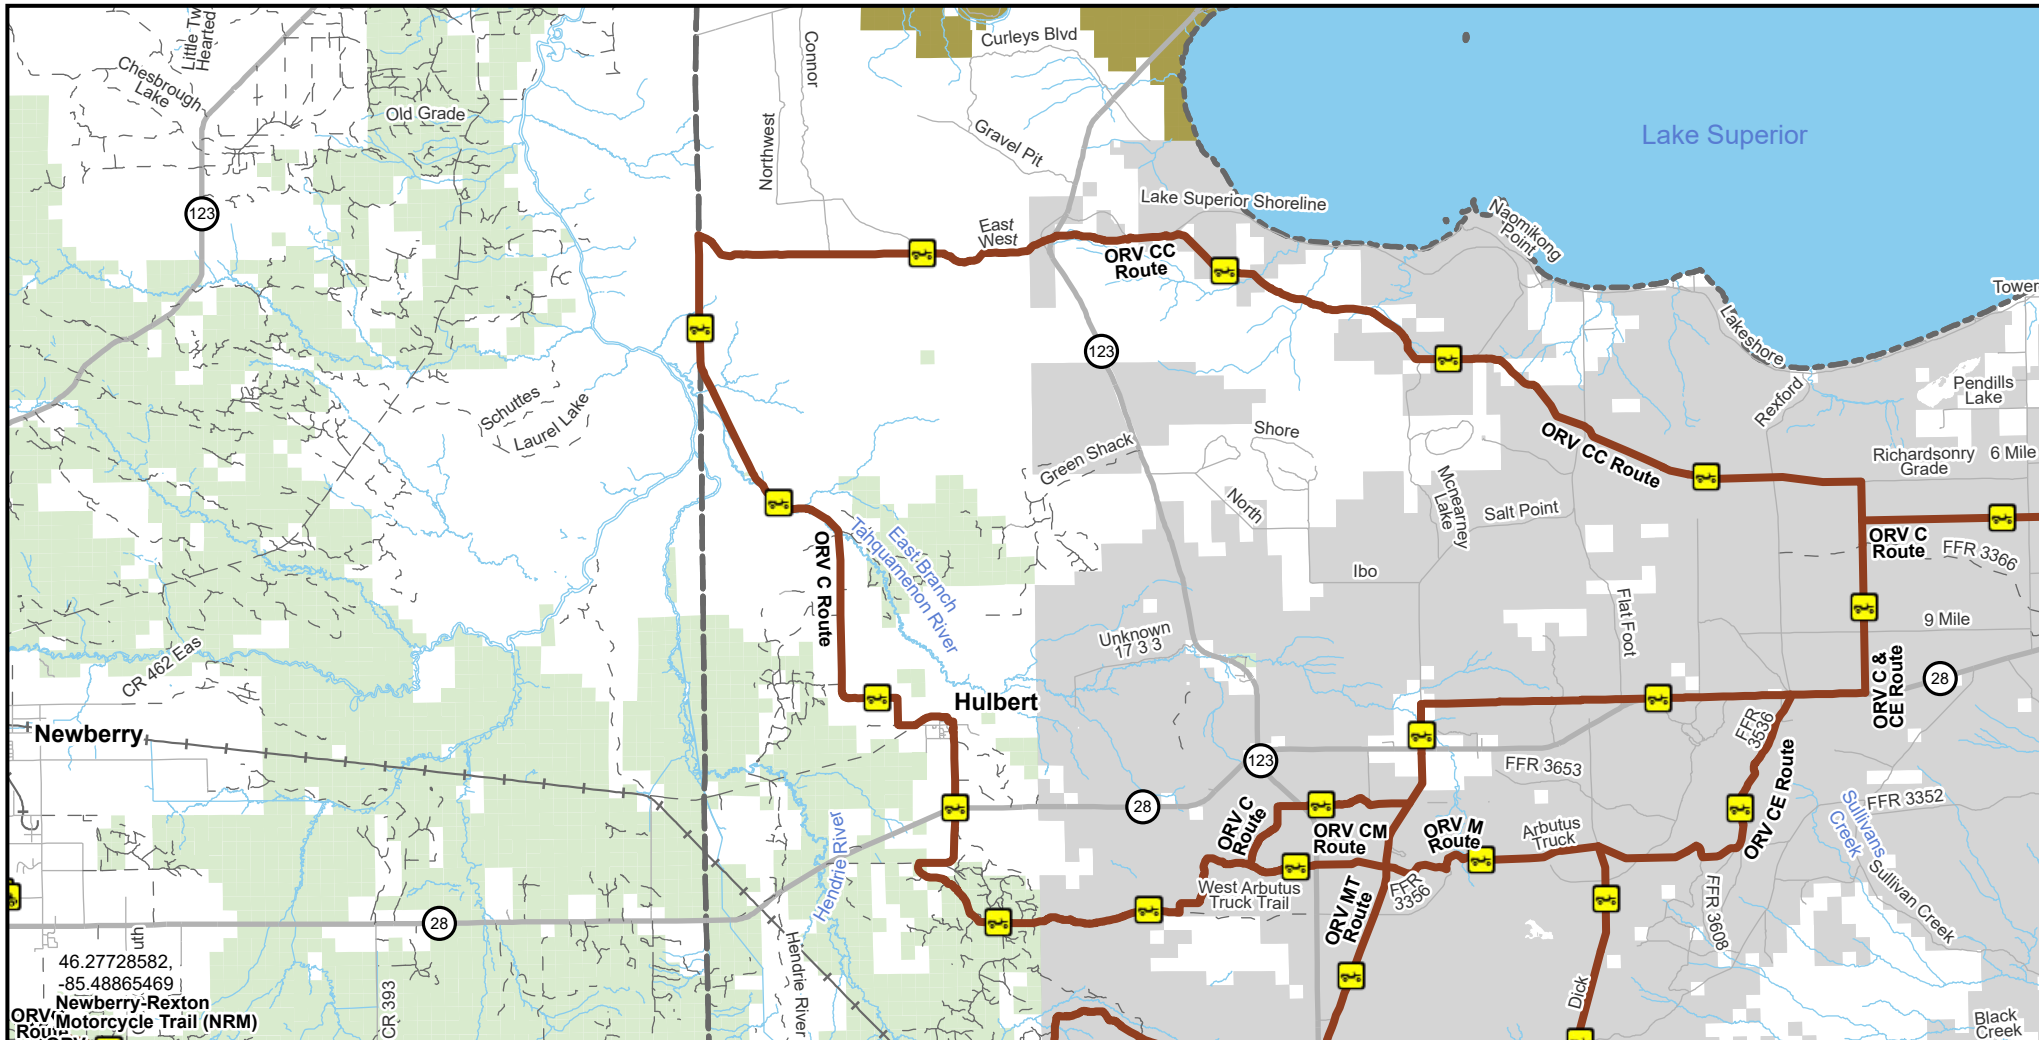 Little Tw
Hearted
Chesbrough
Lake
Old Grade
123
Connor
Northwest
Curleys Blvd
Gravel Pit
East
West
Lake Superior Shoreline
Lake Superior
Naomikong
Point
ORV CC
Route
123
Lakeshore
Tower
Rexford
Pendills
Lake
Richardsonry
Grade
6 Mile
Schuttes
Laurel Lake
Green Shack
Shore
North
Mcnearney
Lake
Salt Point
ORV CC Route
ORV C
Route
FFR 3366
Ibo
Flat Foot
9 Mile
ORV C Route
East Branch
Tahquamenon River
Unknown
17 3 3
CR 462 Eas
Newberry
Hulbert
ORV C &
CE Route
28
FFR
3536
123
FFR 3653
28
ORV C
Route
ORV CM
Route
ORV M
Route
Arbutus
Truck
ORV CE Route
FFR 3352
Sullivans
Creek
Sullivan Creek
Hendrie River
West Arbutus
Truck Trail
FFR
3356
ORV MT
Route
FFR 3608
28
uth
46.27728582,
-85.48865469
Newberry-Rexton
Motorcycle Trail (NRM)
ORV
Route
CR 393
Hendrie River
Dick
Black
Creek